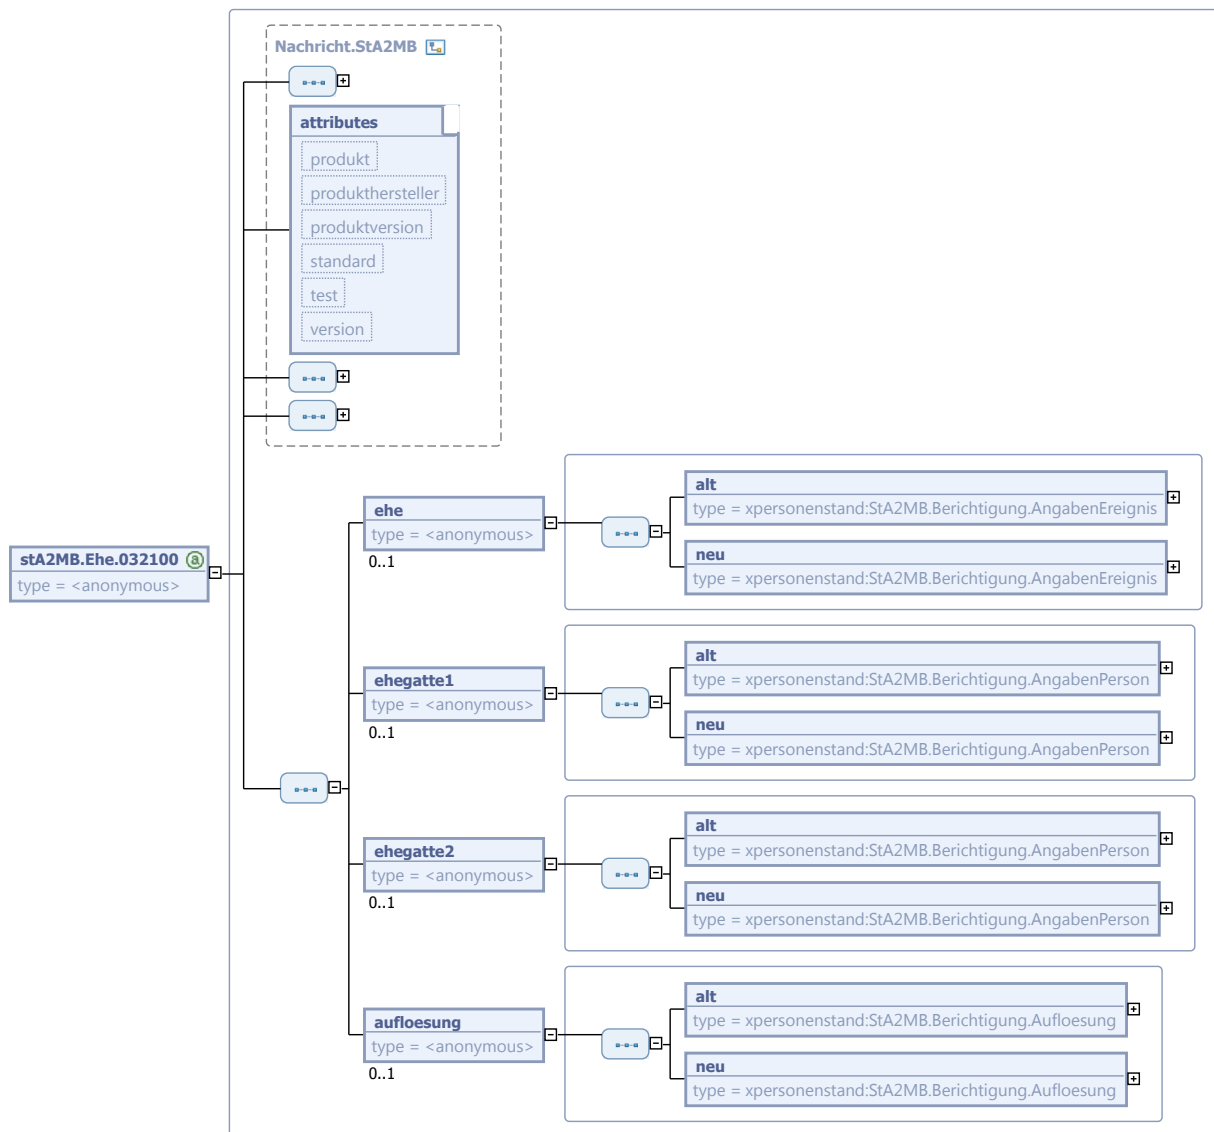 Nachricht.StA2MB
attributes
produkt
produkthersteller
produktversion
standard
test
version
stA2MB.Ehe.032100 a
type = <anonymous>
ehe
type = <anonymous>
0..1
alt
type = xpersonenstand:StA2MB.Berichtigung.AngabenEreignis
neu
type = xpersonenstand:StA2MB.Berichtigung.AngabenEreignis
ehegatte1
type = <anonymous>
0..1
alt
type = xpersonenstand:StA2MB.Berichtigung.AngabenPerson
neu
type = xpersonenstand:StA2MB.Berichtigung.AngabenPerson
ehegatte2
type = <anonymous>
0..1
alt
type = xpersonenstand:StA2MB.Berichtigung.AngabenPerson
neu
type = xpersonenstand:StA2MB.Berichtigung.AngabenPerson
aufloesung
type = <anonymous>
0..1
alt
type = xpersonenstand:StA2MB.Berichtigung.Aufloesung
neu
type = xpersonenstand:StA2MB.Berichtigung.Aufloesung